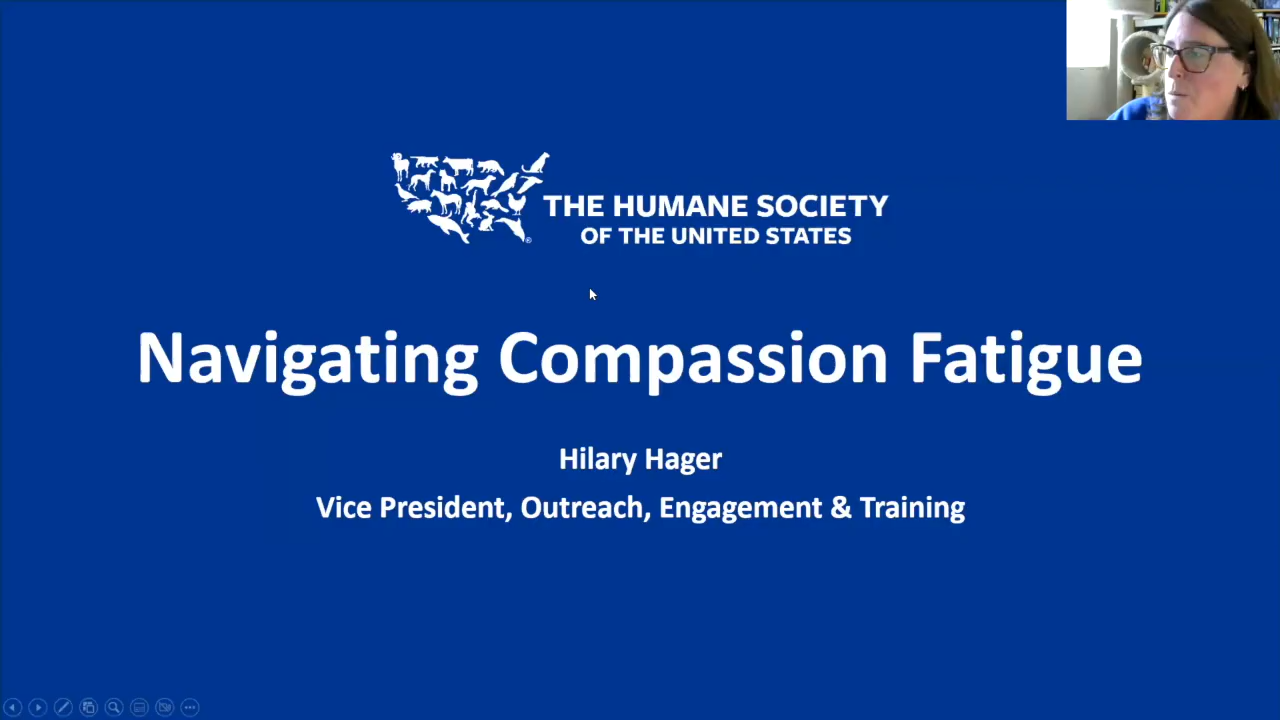 THE HUMANE SOCIETY
OF THE UNITED STATES
®
Navigating Compassion Fatigue
Hilary Hager
Vice President, Outreach, Engagement & Training